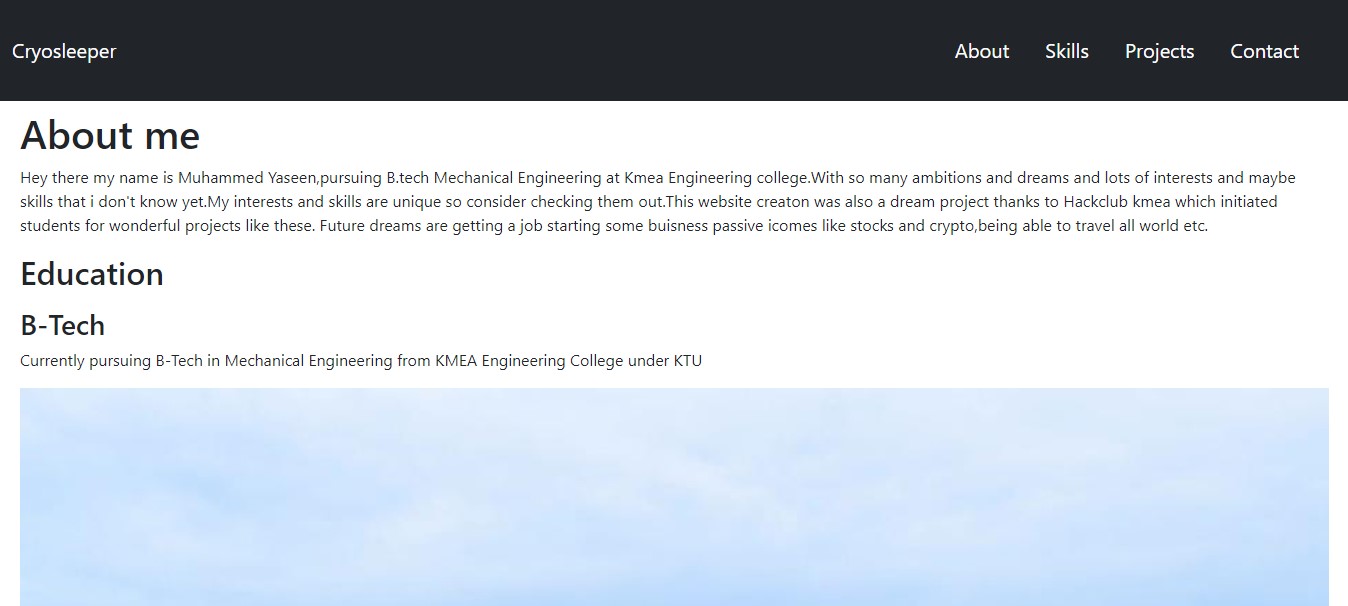 Cryosleeper About Skills Projects Contact
About me
Hey there my name is Muhammed Yaseen,pursuing B.tech Mechanical Engineering at Kmea Engineering college.With so many ambitions and dreams and lots of interests and maybe
skills that i don't know yet.My interests and skills are unique so consider checking them out.This website creaton was also a dream project thanks to Hackclub kmea which initiated
students for wonderful projects like these. Future dreams are getting a job starting some buisness passive icomes like stocks and crypto,being able to travel all world etc.
Education
B-Tech
Currently pursuing B-Tech in Mechanical Engineering from KMEA Engineering College under KTU